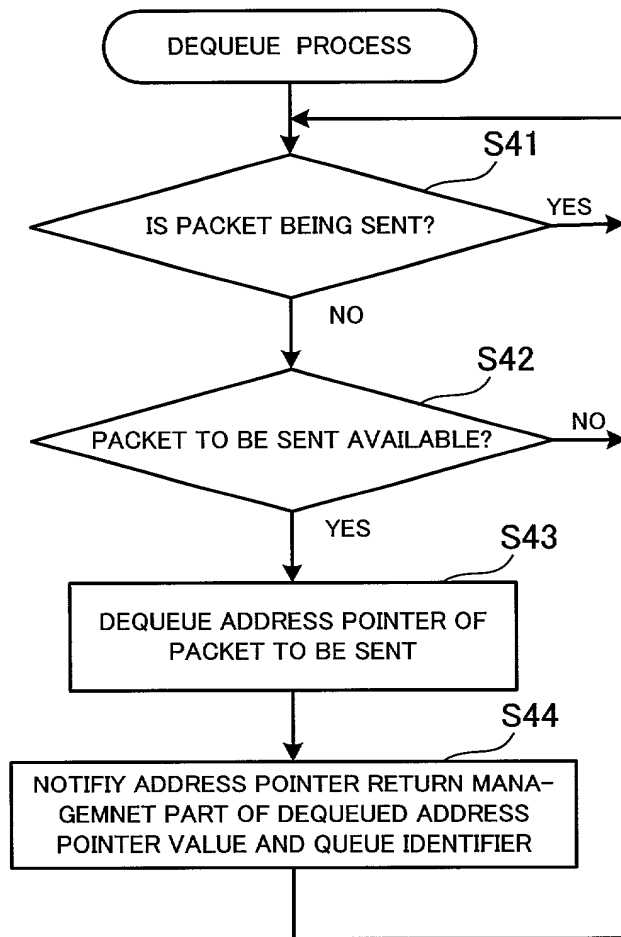 DEQUEUE PROCESS
S41
IS PACKET BEING SENT?
YES
NO
S42
PACKET TO BE SENT AVAILABLE?
NO
YES
S43
DEQUEUE ADDRESS POINTER OF
PACKET TO BE SENT
S44
NOTIFIY ADDRESS POINTER RETURN MANA-
GEMNET PART OF DEQUEUED ADDRESS
POINTER VALUE AND QUEUE IDENTIFIER